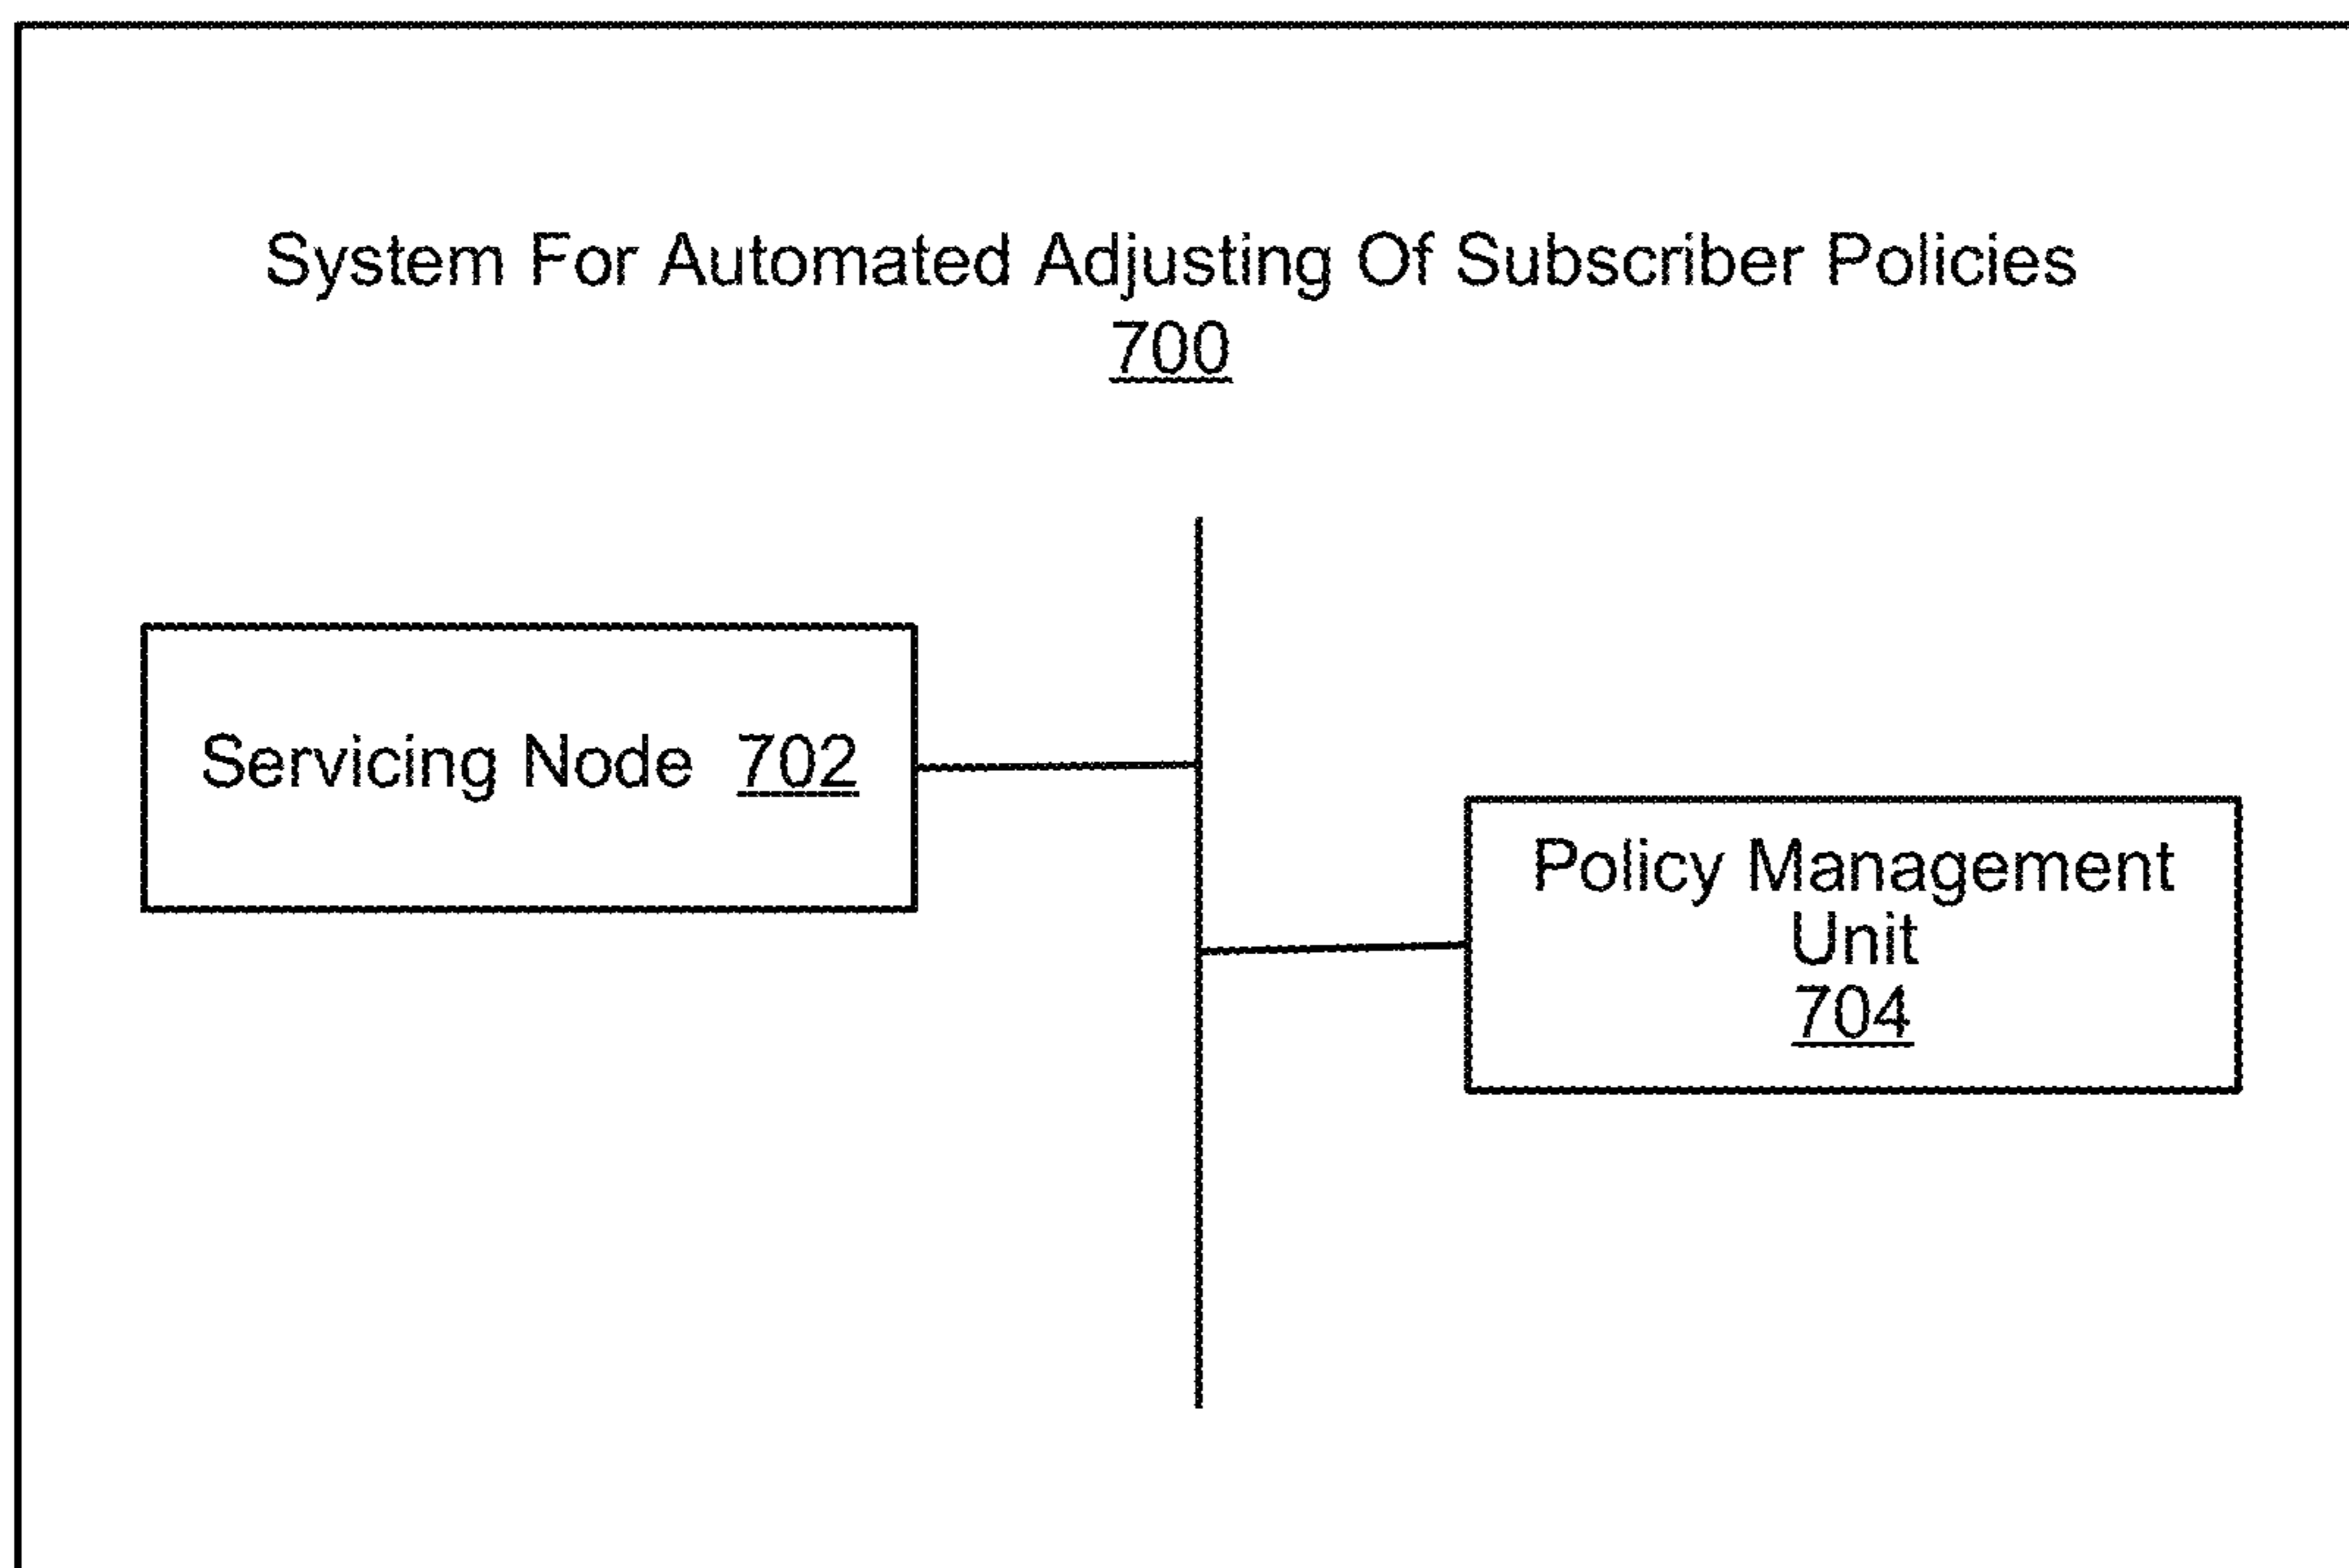 System For Automated Adjusting Of Subscriber Policies
700
Servicing Node 702
Policy Management
Unit
704